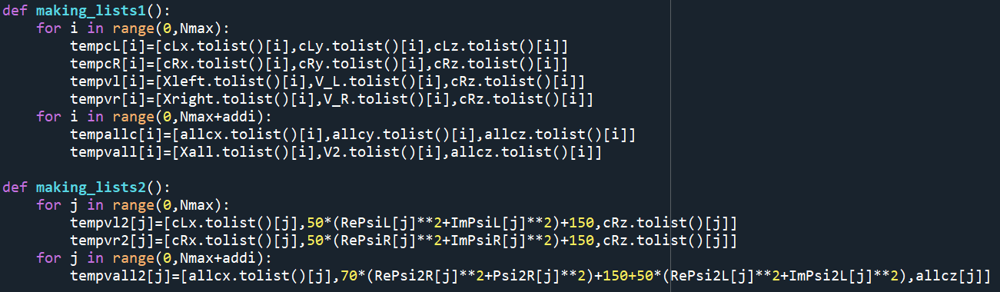 def making_lists1():
    for i in range(0,Nmax):
        tempcL[i]=[cLx.tolist()[i],cLy.tolist()[i],cLz.tolist()[i]]
        tempcR[i]=[cRx.tolist()[i],cRy.tolist()[i],cRz.tolist()[i]]
        tempvl[i]=[Xleft.tolist()[i],V_L.tolist()[i],cRz.tolist()[i]]
        tempvr[i]=[Xright.tolist()[i],V_R.tolist()[i],cRz.tolist()[i]]
    for i in range(0,Nmax+addi):
        tempallc[i]=[allcx.tolist()[i],allcy.tolist()[i],allcz.tolist()[i]]
        tempvall[i]=[Xall.tolist()[i],V2.tolist()[i],allcz.tolist()[i]]

def making_lists2():
    for j in range(0,Nmax):
        tempvl2[j]=[cLx.tolist()[j],50*(RePsiL[j]**2+ImPsiL[j]**2)+150,cRz.tolist()[j]]
        tempvr2[j]=[cRx.tolist()[j],50*(RePsiR[j]**2+ImPsiR[j]**2)+150,cRz.tolist()[j]]
    for j in range(0,Nmax+addi):
        tempvall2[j]=[allcx.tolist()[j],70*(RePsi2R[j]**2+Psi2R[j]**2)+150+50*(RePsi2L[j]**2+ImPsi2L[j]**2),allcz[j]]